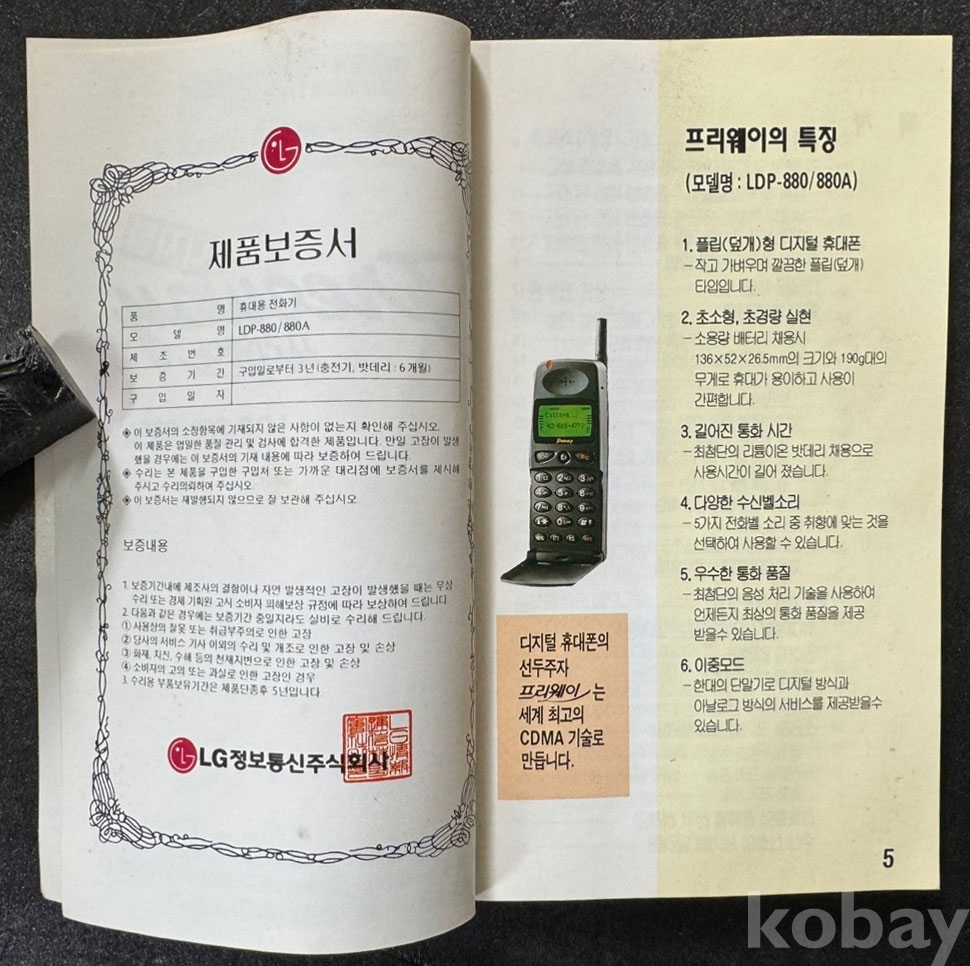 LG
제품보증서
품 명 휴대용 전화기
모 델 명 LDP-880/880A
제 조 번 호
보 증 기 간 구입일로부터 3년(충전기, 밧데리 : 6개월)
구 입 일 자
◈ 이 보증서의 소정항목에 기재되지 않은 사항이 없는지 확인해 주십시오.
이 제품은 엄밀한 품질 관리 및 검사에 합격한 제품입니다. 만일 고장이 발생
했을 경우에는 이 보증서의 기재 내용에 따라 보증하여 드립니다.
◈ 수리는 본 제품을 구입한 구입처 또는 가까운 대리점에 보증서를 제시해
주시고 수리의뢰하여 주십시오.
◈ 이 보증서는 재발행되지 않으므로 잘 보관해 주십시오.
보증내용
1. 보증기간내에 제조사의 결함이나 자연 발생적인 고장이 발생했을 때는 무상
수리 또는 경제 기획원 고시 소비자 피해보상 규정에 따라 보상하여 드립니다.
2. 다음과 같은 경우에는 보증기간 중일지라도 실비로 수리해 드립니다.
① 사용상의 잘못 또는 취급부주의로 인한 고장
② 당사의 서비스 기사 이외의 수리 및 개조로 인한 고장 및 손상
③ 화재, 지진, 수해 등의 천재지변으로 인한 고장 및 손상
④ 소비자의 고의 또는 과실로 인한 고장인 경우
3. 수리용 부품보유기간은 제품단종후 5년입니다.
LG정보통신주식회사
프리웨이의 특징
(모델명 : LDP-880/880A)
1. 플립(덮개)형 디지털 휴대폰
– 작고 가벼우며 깔끔한 플립(덮개)
타입입니다.
2. 초소형, 초경량 실현
– 소용량 배터리 채용시
136×52×26.5mm의 크기와 190g대의
무게로 휴대가 용이하고 사용이
간편합니다.
3. 길어진 통화 시간
– 최첨단의 리튬이온 밧데리 채용으로
사용시간이 길어 졌습니다.
4. 다양한 수신벨소리
– 5가지 전화벨 소리 중 취향에 맞는 것을
선택하여 사용할 수 있습니다.
5. 우수한 통화 품질
– 최첨단의 음성 처리 기술을 사용하여
언제든지 최상의 통화 품질을 제공
받을수 있습니다.
6. 이중모드
– 한대의 단말기로 디지털 방식과
아날로그 방식의 서비스를 제공받을수
있습니다.
디지털 휴대폰의
선두주자
프리웨이는
세계 최고의
CDMA 기술로
만듭니다.
5
kobay